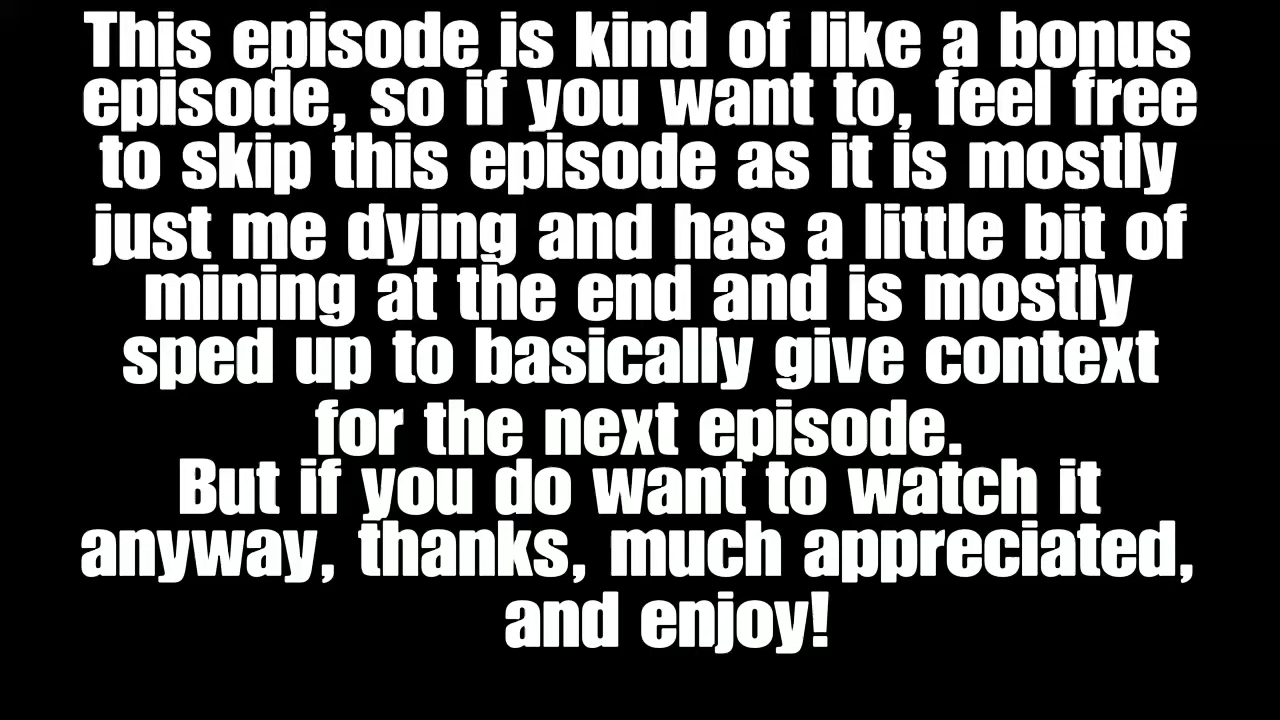 This episode is kind of like a bonus
episode, so if you want to, feel free
to skip this episode as it is mostly
just me dying and has a little bit of
mining at the end and is mostly
sped up to basically give context
for the next episode.
But if you do want to watch it
anyway, thanks, much appreciated,
and enjoy!